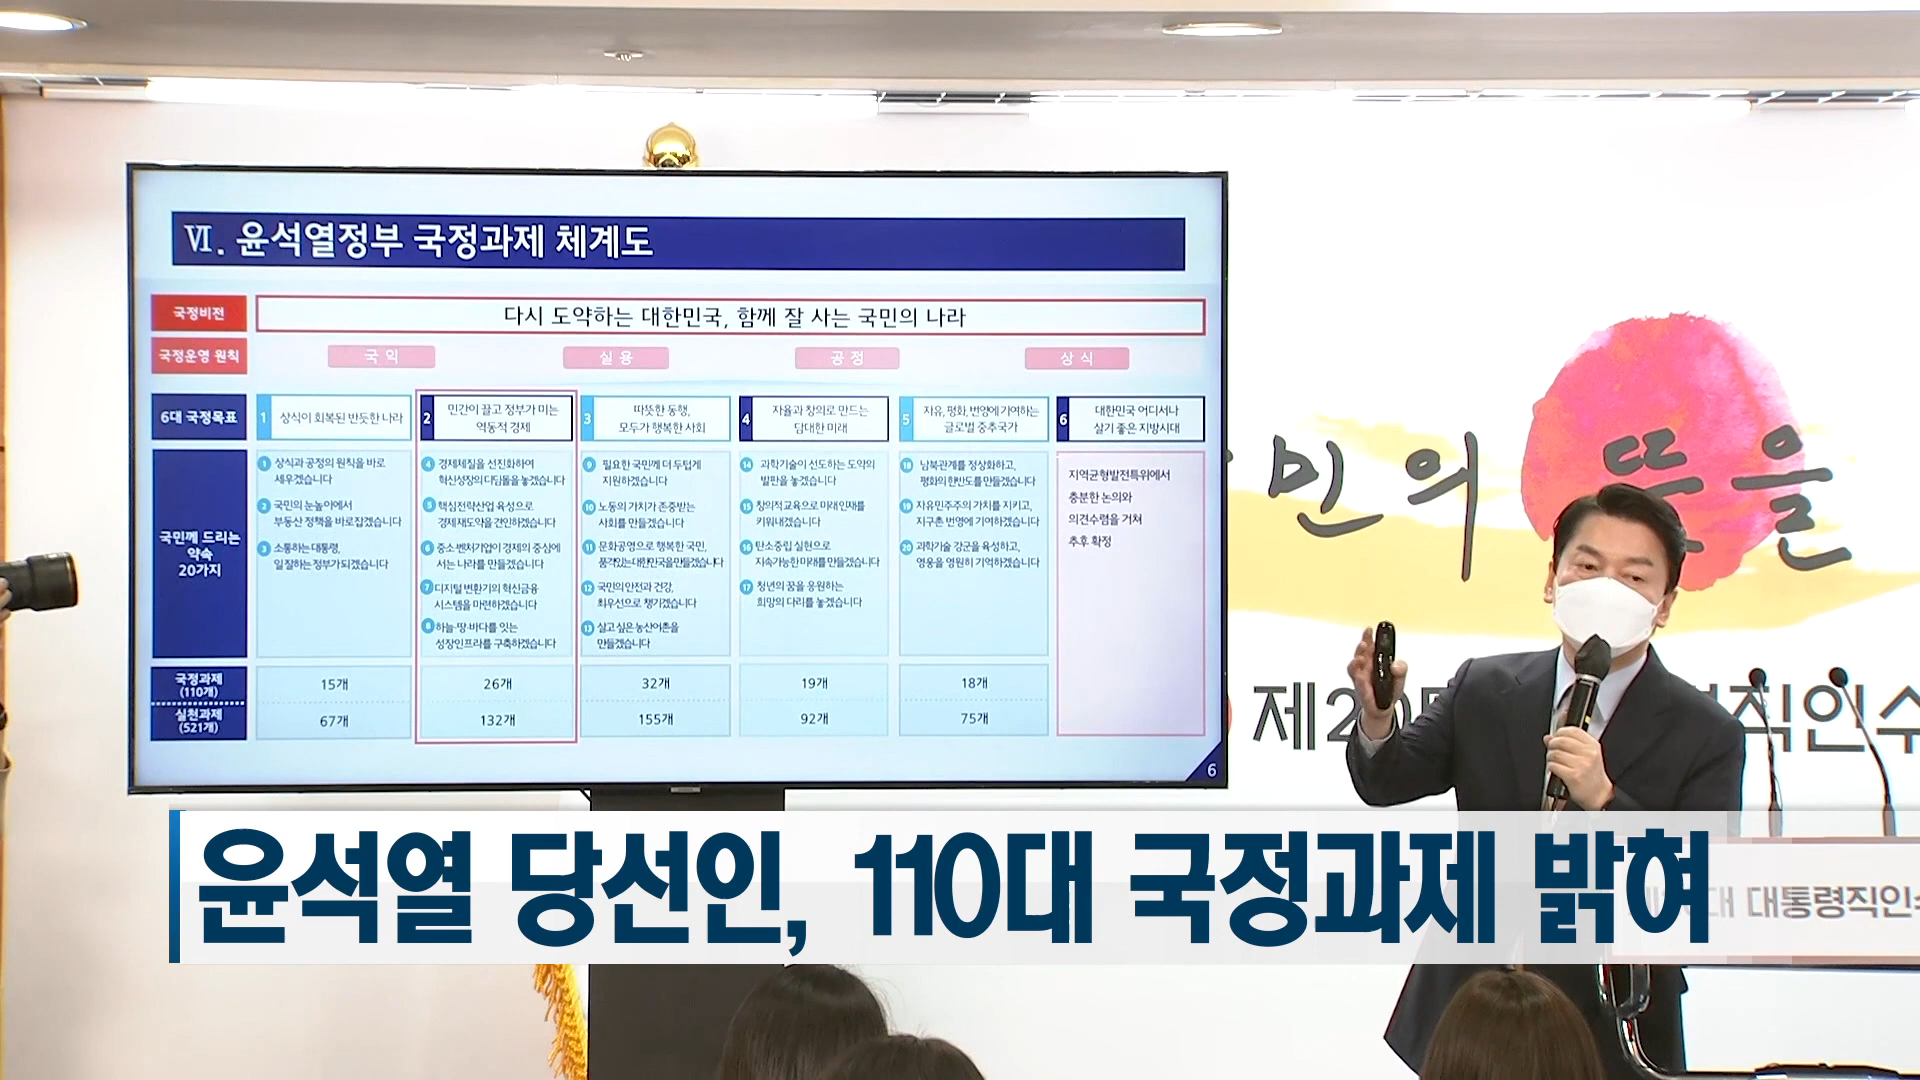 Ⅵ. 윤석열정부 국정과제 체계도
국정비전
다시 도약하는 대한민국, 함께 잘 사는 국민의 나라
국정운영 원칙
국 익
실 용
공 정
상 식
6대 국정목표
1 상식이 회복된 반듯한 나라
2 민간이 끌고 정부가 미는
역동적 경제
3 따뜻한 동행,
모두가 행복한 사회
4 자율과 창의로 만드는
담대한 미래
5 자유, 평화, 번영에 기여하는
글로벌 중추국가
6 대한민국 어디서나
살기 좋은 지방시대
국민께 드리는
약속
20가지
1 상식과 공정의 원칙을 바로
세우겠습니다
2 국민의 눈높이에서
부동산 정책을 바로잡겠습니다
3 소통하는 대통령,
일 잘하는 정부가 되겠습니다
4 경제체질을 선진화하여
혁신성장의 디딤돌을 놓겠습니다
5 핵심전략산업 육성으로
경제 재도약을 견인하겠습니다
6 중소·벤처기업이 경제의 중심에
서는 나라를 만들겠습니다
7 디지털 변환기의 혁신금융
시스템을 마련하겠습니다
8 하늘·땅·바다를 잇는
성장인프라를 구축하겠습니다
9 필요한 국민께 더 두텁게
지원하겠습니다
10 노동의 가치가 존중받는
사회를 만들겠습니다
11 문화공영으로 행복한 국민,
품격있는 대한민국을 만들겠습니다
12 국민의 안전과 건강,
최우선으로 챙기겠습니다
13 살고 싶은 농산어촌을
만들겠습니다
14 과학기술이 선도하는 도약의
발판을 놓겠습니다
15 창의적 교육으로 미래 인재를
키워내겠습니다
16 탄소중립 실현으로
지속가능한 미래를 만들겠습니다
17 청년의 꿈을 응원하는
희망의 다리를 놓겠습니다
18 남북관계를 정상화하고,
평화의 한반도를 만들겠습니다
19 자유민주주의 가치를 지키고,
지구촌 번영에 기여하겠습니다
20 과학기술 강군을 육성하고,
영웅을 영원히 기억하겠습니다
지역균형발전특위에서
충분한 논의와
의견수렴을 거쳐
추후 확정
국정과제
(110개)
15개
26개
32개
19개
18개
실천과제
(521개)
67개
132개
155개
92개
75개
6
민의 뜻을
제20
직인수
윤석열 당선인, 110대 국정과제 밝혀
대 대통령직인수